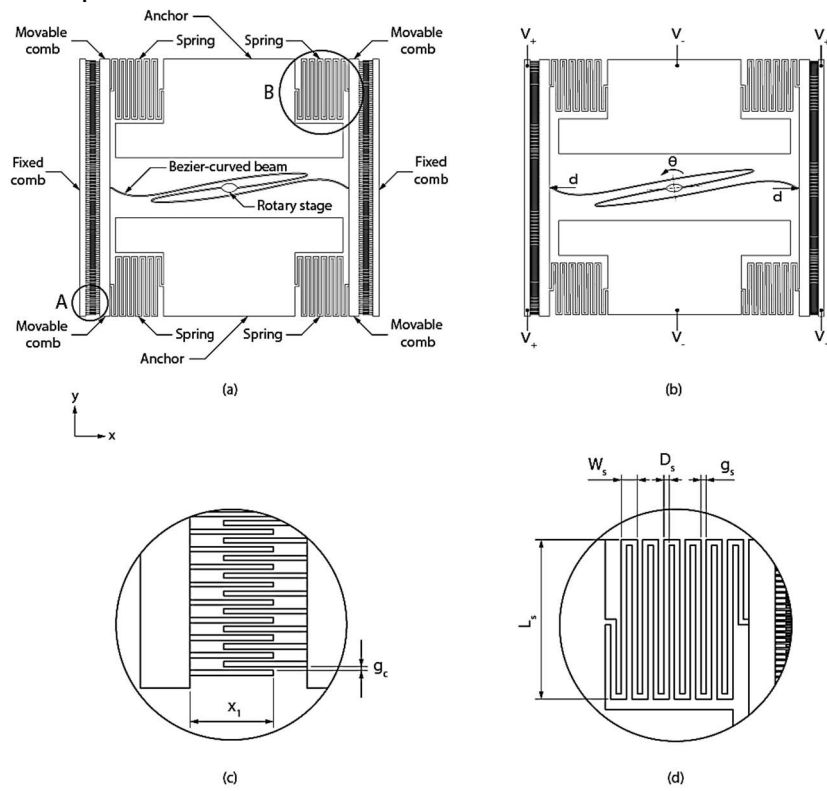 Anchor
Movable comb
Spring
Spring
Movable comb
B
Fixed comb
Bezier-curved beam
Rotary stage
Fixed comb
A
Movable comb
Spring
Spring
Movable comb
Anchor
(a)
V+
V-
V+
θ
d
d
V+
V-
V+
(b)
y
x
gc
x1
(c)
Ws
Ds
gs
Ls
(d)